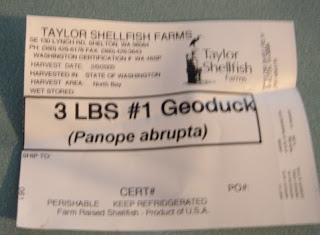 TAYLOR SHELLFISH FARMS
SE 130 LYNCH RD, SHELTON, WA 98584
WASHINGTON CERTIFICATION # WA-
HARVEST DATE:
HARVESTED IN: STATE OF WASHINGTON
HARVEST AREA: North Bay
WET STORED:
Taylor
Shellfish
Farms
3 LBS #1 Geoduck
(Panope abrupta)
SHIP TO:
CERT# PO#:
PERISHABLE KEEP REFRIGERATED
Farm Raised Shellfish - Product of U.S.A.